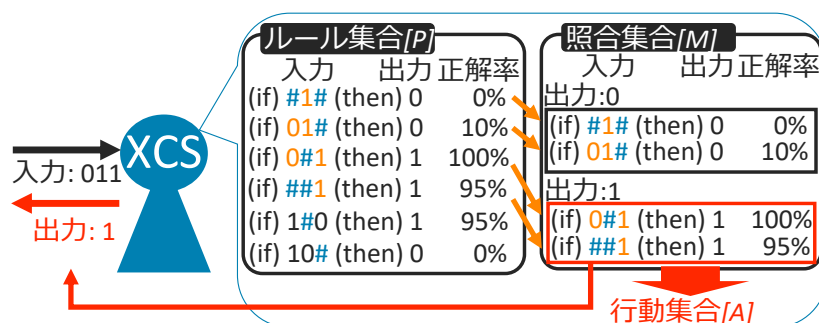 ルール集合[P]
入力 出力 正解率
(if) #1# (then) 0 0%
(if) 01# (then) 0 10%
(if) 0#1 (then) 1 100%
(if) ##1 (then) 1 95%
(if) 1#0 (then) 1 95%
(if) 10# (then) 0 0%
照合集合[M]
入力 出力 正解率
出力:0
(if) #1# (then) 0 0%
(if) 01# (then) 0 10%
出力:1
(if) 0#1 (then) 1 100%
(if) ##1 (then) 1 95%
XCS
入力: 011
出力: 1
行動集合[A]